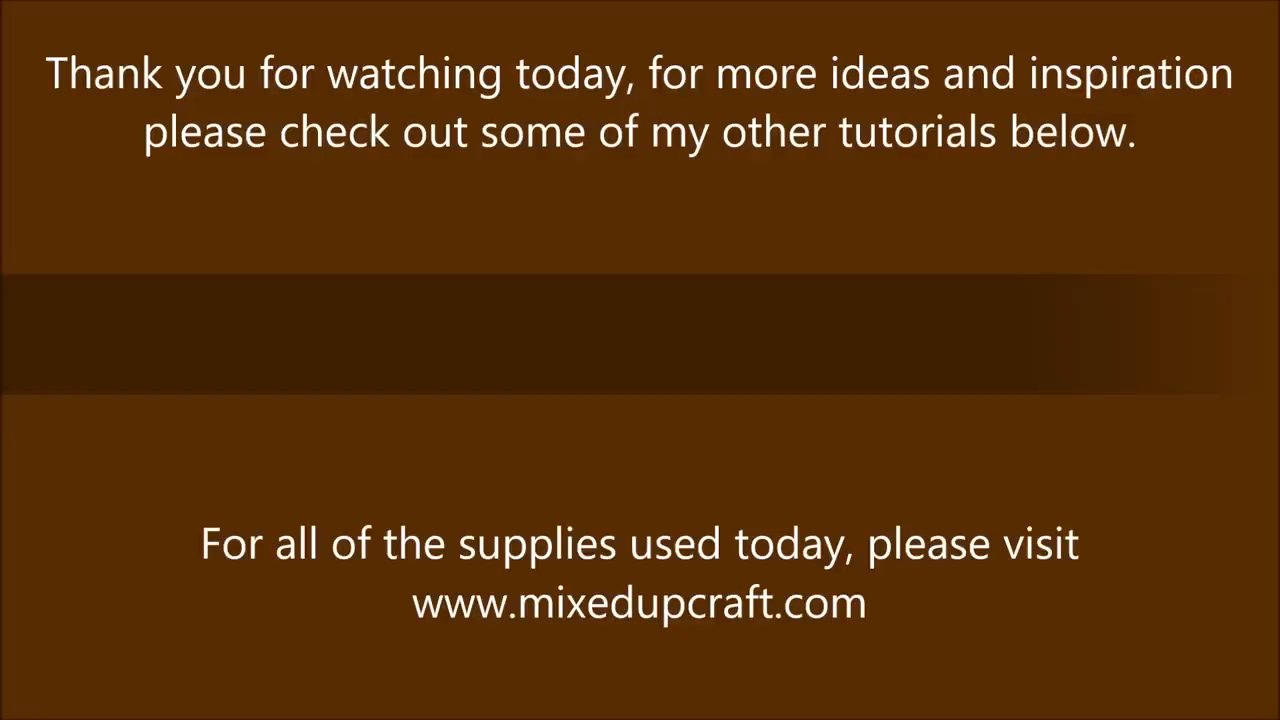 Thank you for watching today, for more ideas and inspiration
please check out some of my other tutorials below.
For all of the supplies used today, please visit
www.mixedupcraft.com